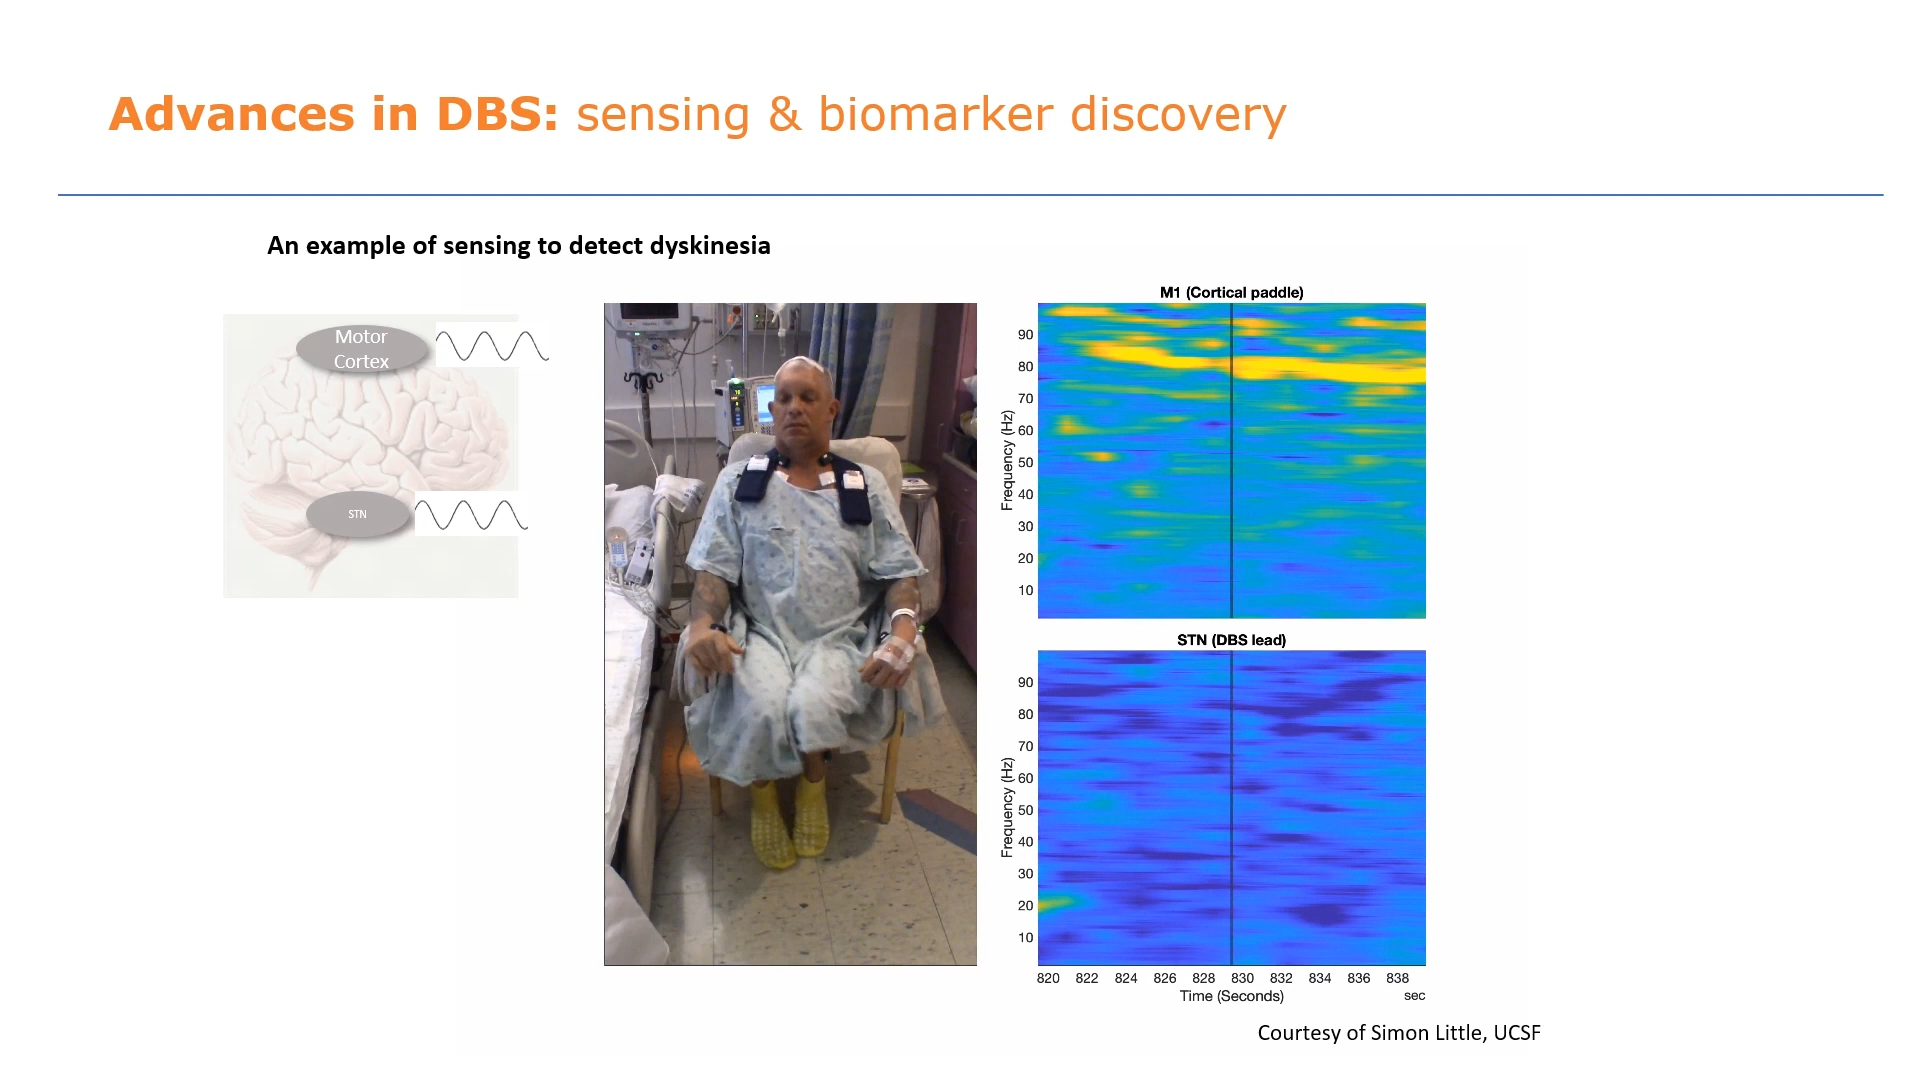 Advances in DBS: sensing & biomarker discovery
An example of sensing to detect dyskinesia
Motor
Cortex
STN
M1 (Cortical paddle)
Frequency (Hz)
90
80
70
60
50
40
30
20
10
STN (DBS lead)
Frequency (Hz)
90
80
70
60
50
40
30
20
10
820 822 824 826 828 830 832 834 836 838
Time (Seconds)
sec
Courtesy of Simon Little, UCSF